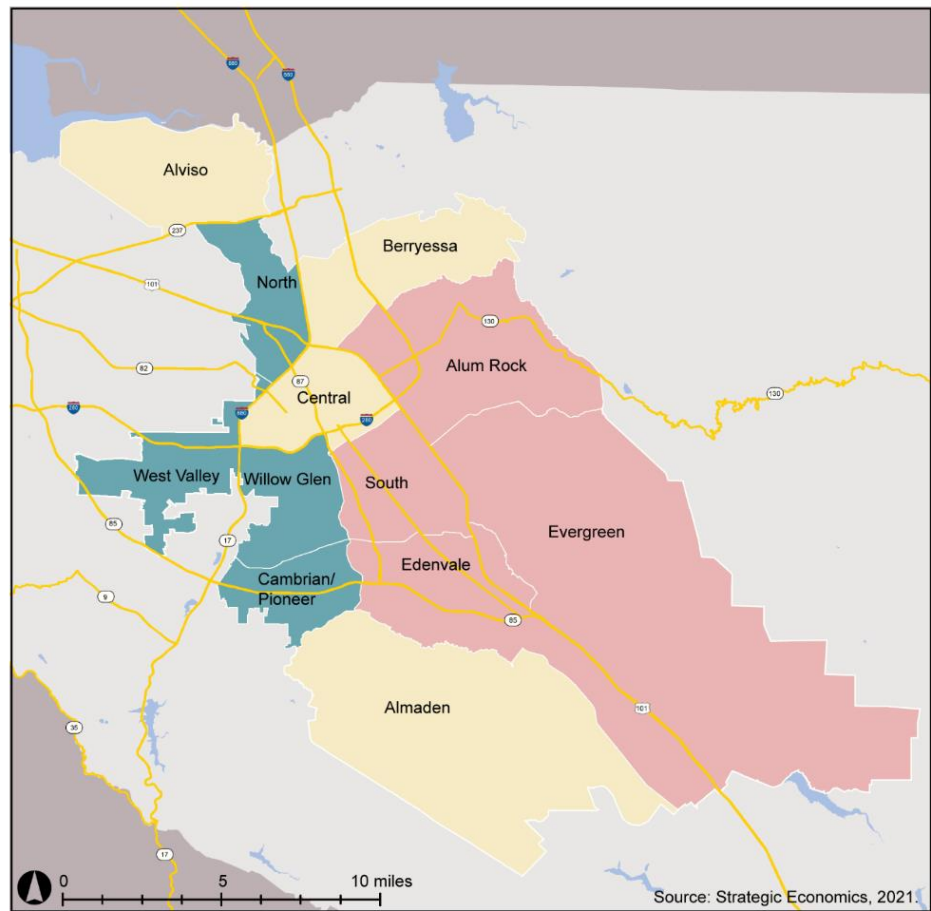 680
880
Alviso
237
Berryessa
North
101
130
82
Alum Rock
87
Central
130
280
880
280
West Valley
Willow Glen
South
85
17
Evergreen
Edenvale
Cambrian/
Pioneer
9
85
Almaden
101
35
17
0
5
10 miles
Source: Strategic Economics, 2021.